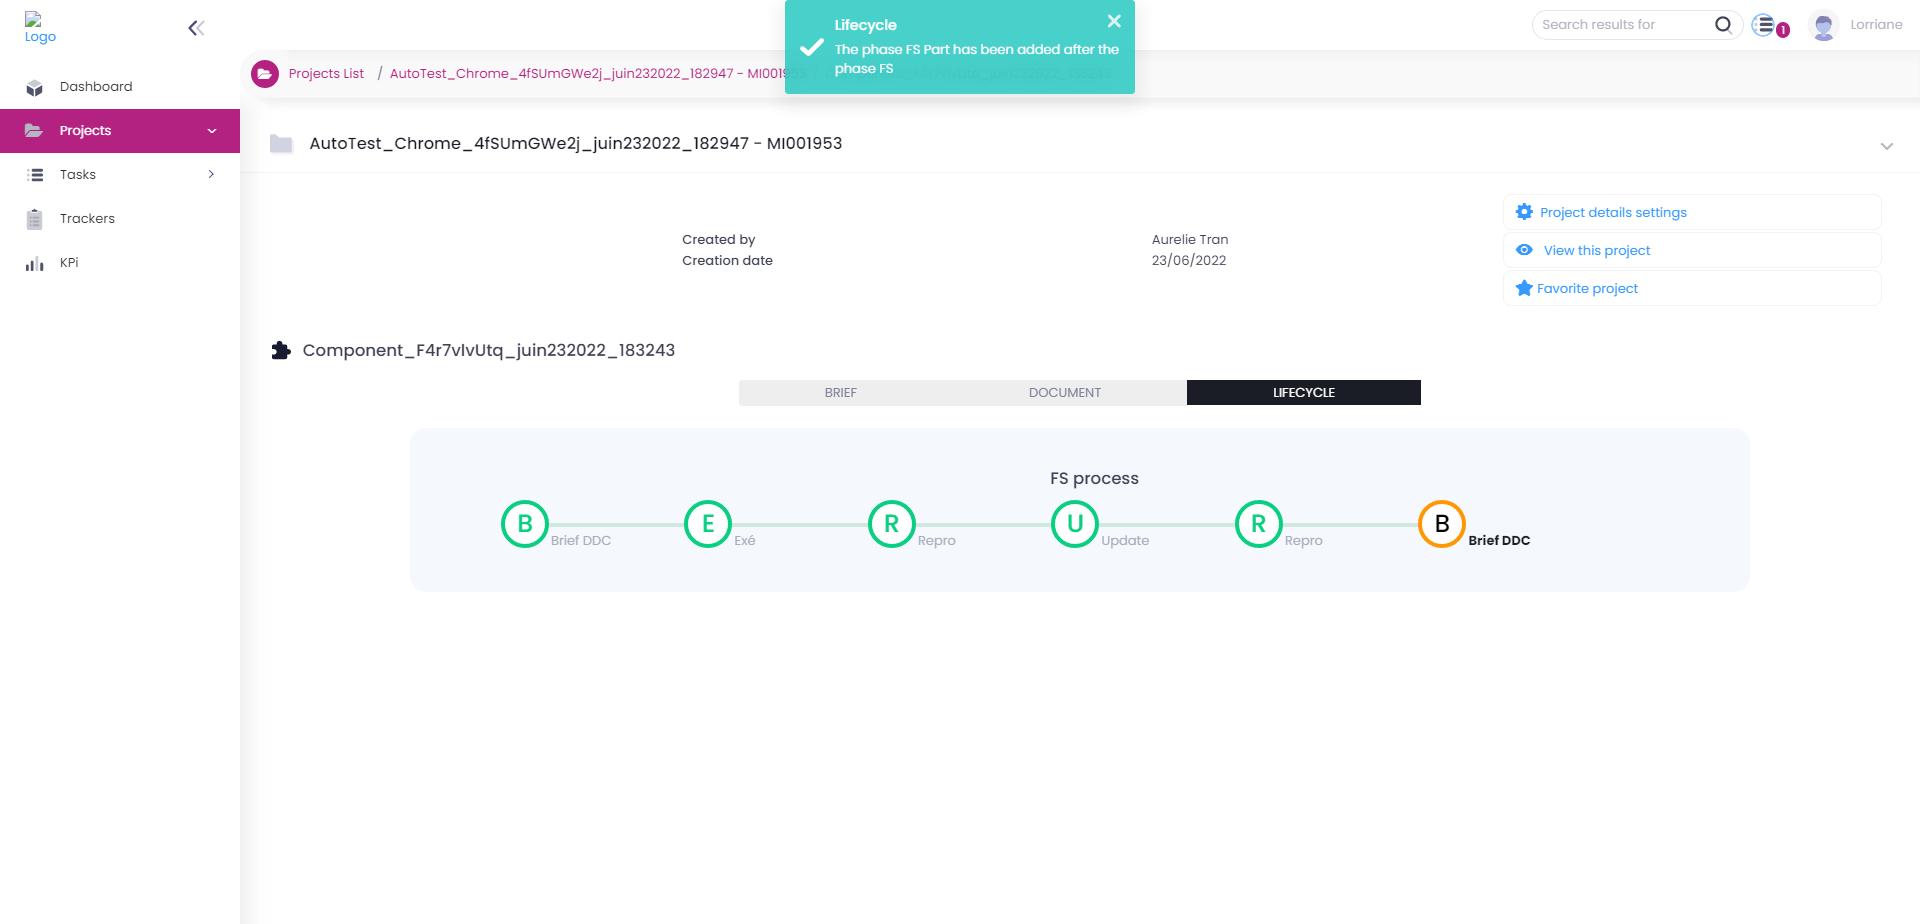 Logo
Dashboard
Projects
Tasks
Trackers
KPi
Lifecycle
The phase FS Part has been added after the
phase FS
Search results for
1
Lorriane
Projects List / AutoTest_Chrome_4fSUmGWe2j_juin232022_182947 - MI001953
AutoTest_Chrome_4fSUmGWe2j_juin232022_182947 - MI001953
Created by
Aurelie Tran
Creation date
23/06/2022
Project details settings
View this project
Favorite project
Component_F4r7vlvUtq_juin232022_183243
BRIEF
DOCUMENT
LIFECYCLE
FS process
B
Brief DDC
E
Exé
R
Repro
U
Update
R
Repro
B
Brief DDC